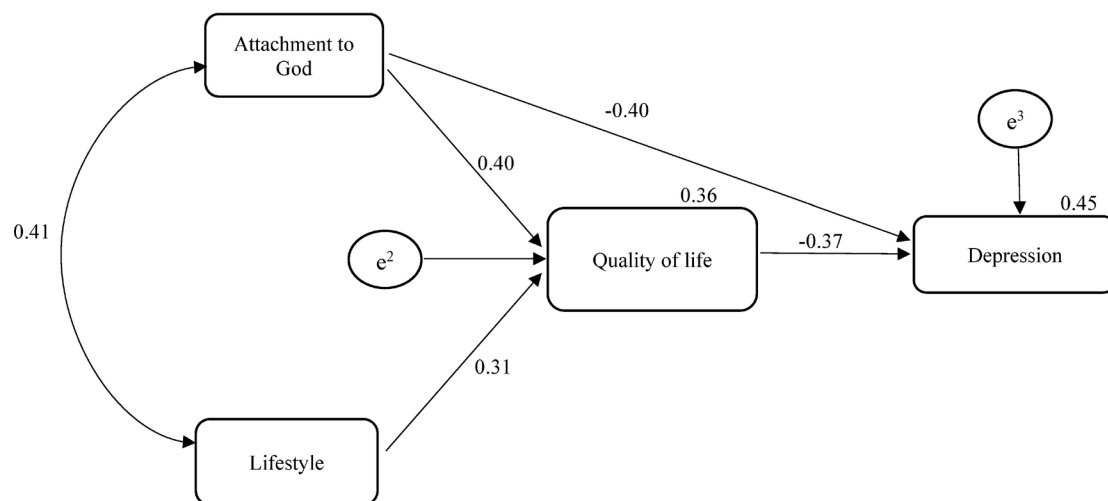 Attachment to
God
-0.40
e³
0.40
0.36
0.45
0.41
e²
Quality of life
-0.37
Depression
0.31
Lifestyle